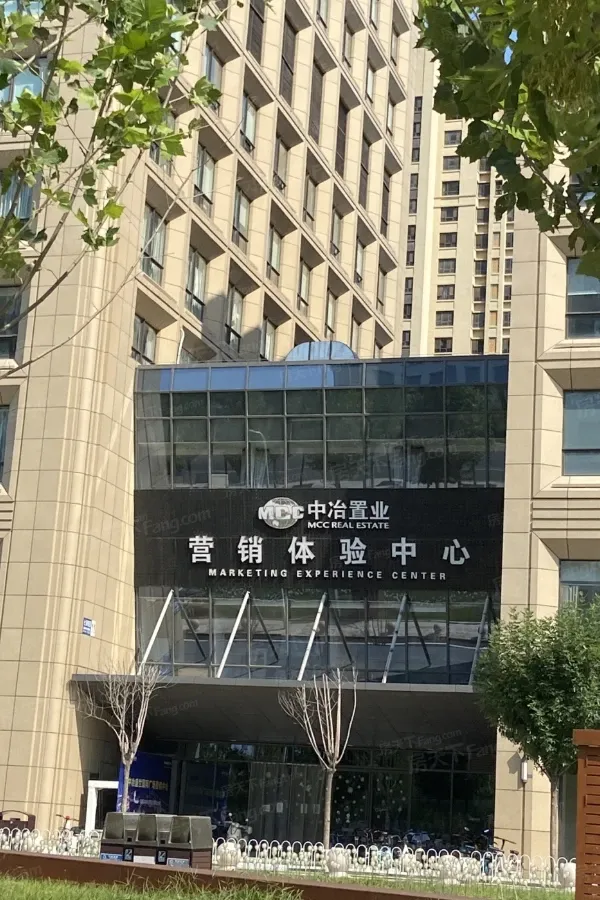 MCC 中冶置业
MCC REAL ESTATE
营销体验中心
MARKETING EXPERIENCE CENTER